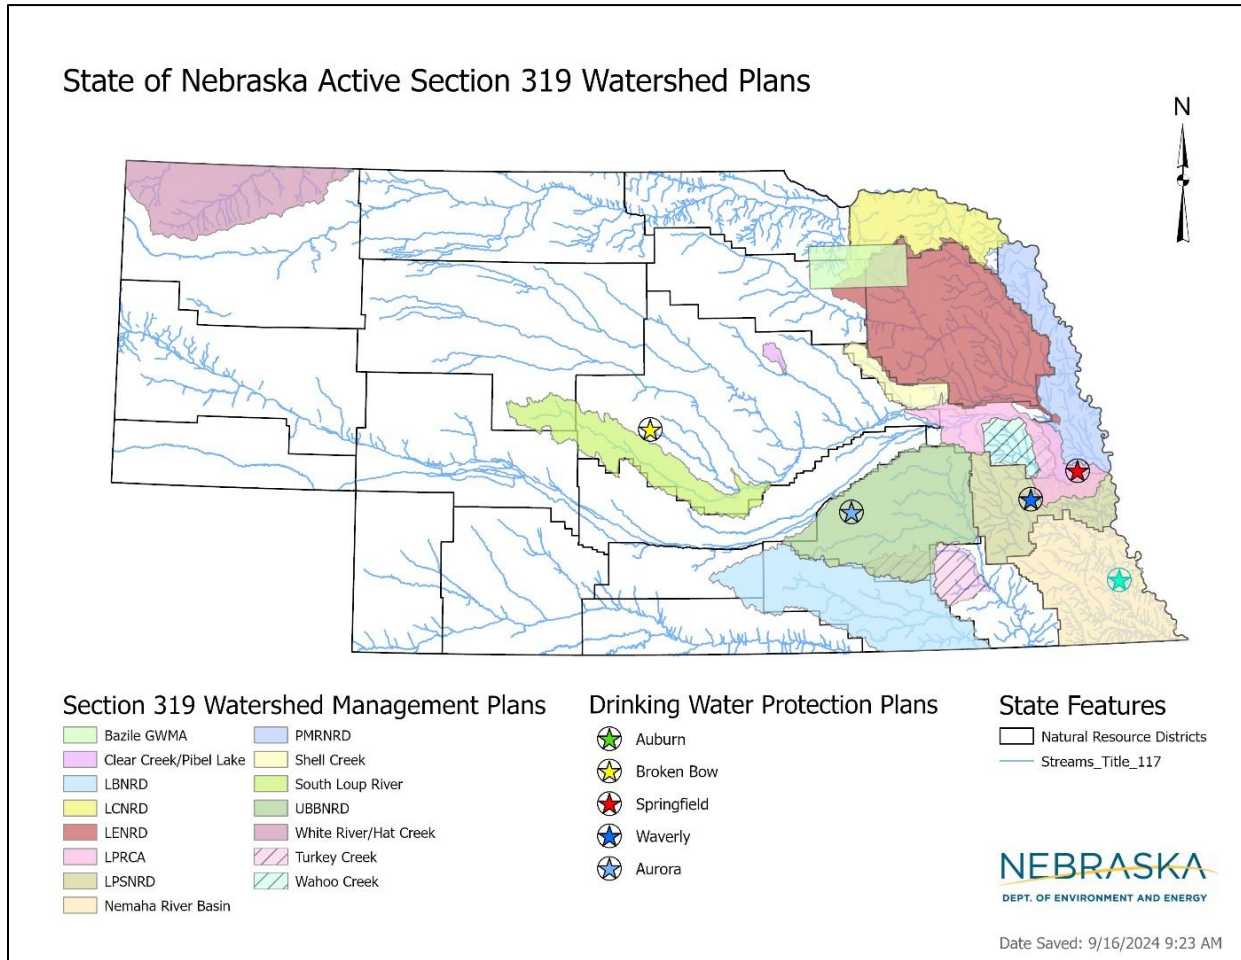 State of Nebraska Active Section 319 Watershed Plans
N
Section 319 Watershed Management Plans
Bazile GWMA
Clear Creek/Pibel Lake
LBNRD
LCNRD
LENRD
LPRCA
LPSNRD
Nemaha River Basin
PMRNRD
Shell Creek
South Loup River
UBBNRD
White River/Hat Creek
Turkey Creek
Wahoo Creek
Drinking Water Protection Plans
Auburn
Broken Bow
Springfield
Waverly
Aurora
State Features
Natural Resource Districts
Streams_Title_117
NEBRASKA
DEPT. OF ENVIRONMENT AND ENERGY
Date Saved: 9/16/2024 9:23 AM